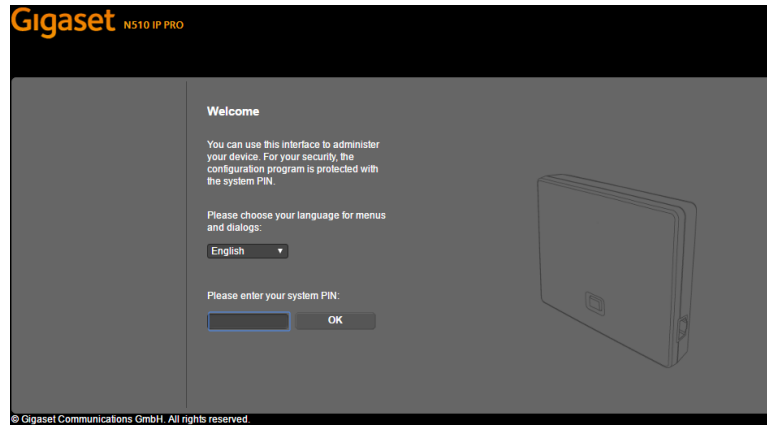 Gigaset N510 IP PRO
Welcome
You can use this interface to administer
your device. For your security, the
configuration program is protected with
the system PIN.
Please choose your language for menus
and dialogs:
English
Please enter your system PIN:
OK
© Gigaset Communications GmbH. All rights reserved.